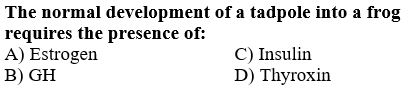 The normal development of a tadpole into a frog
requires the presence of:
A) Estrogen C) Insulin
B) GH D) Thyroxin